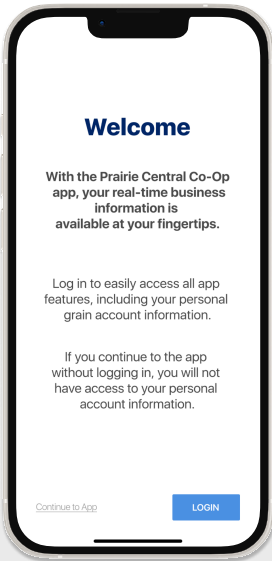 Welcome
With the Prairie Central Co-Op
app, your real-time business
information is
available at your fingertips.
Log in to easily access all app
features, including your personal
grain account information.
If you continue to the app
without logging in, you will not
have access to your personal
account information.
Continue to App
LOGIN